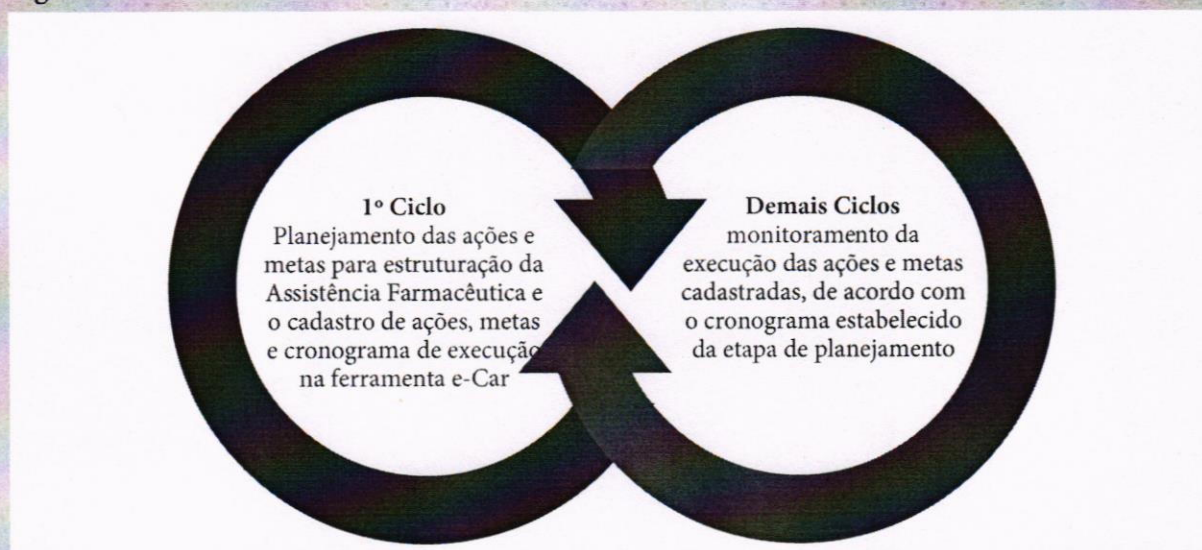 1º Ciclo
Planejamento das ações e
metas para estruturação da
Assistência Farmacêutica e
o cadastro de ações, metas
e cronograma de execução
na ferramenta e-Car
Demais Ciclos
monitoramento da
execução das ações e metas
cadastradas, de acordo com
o cronograma estabelecido
da etapa de planejamento